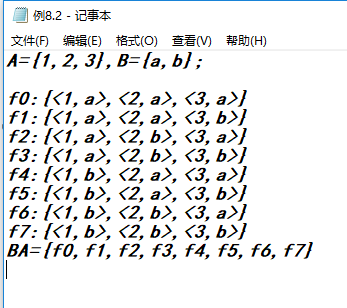 例8.2 - 记事本
文件(F) 编辑(E) 格式(O) 查看(V) 帮助(H)
A={1,2,3},B={a,b};
f0:{<1,a>,<2,a>,<3,a>}
f1:{<1,a>,<2,a>,<3,b>}
f2:{<1,a>,<2,b>,<3,a>}
f3:{<1,a>,<2,b>,<3,b>}
f4:{<1,b>,<2,a>,<3,a>}
f5:{<1,b>,<2,a>,<3,b>}
f6:{<1,b>,<2,b>,<3,a>}
f7:{<1,b>,<2,b>,<3,b>}
BA={f0,f1,f2,f3,f4,f5,f6,f7}